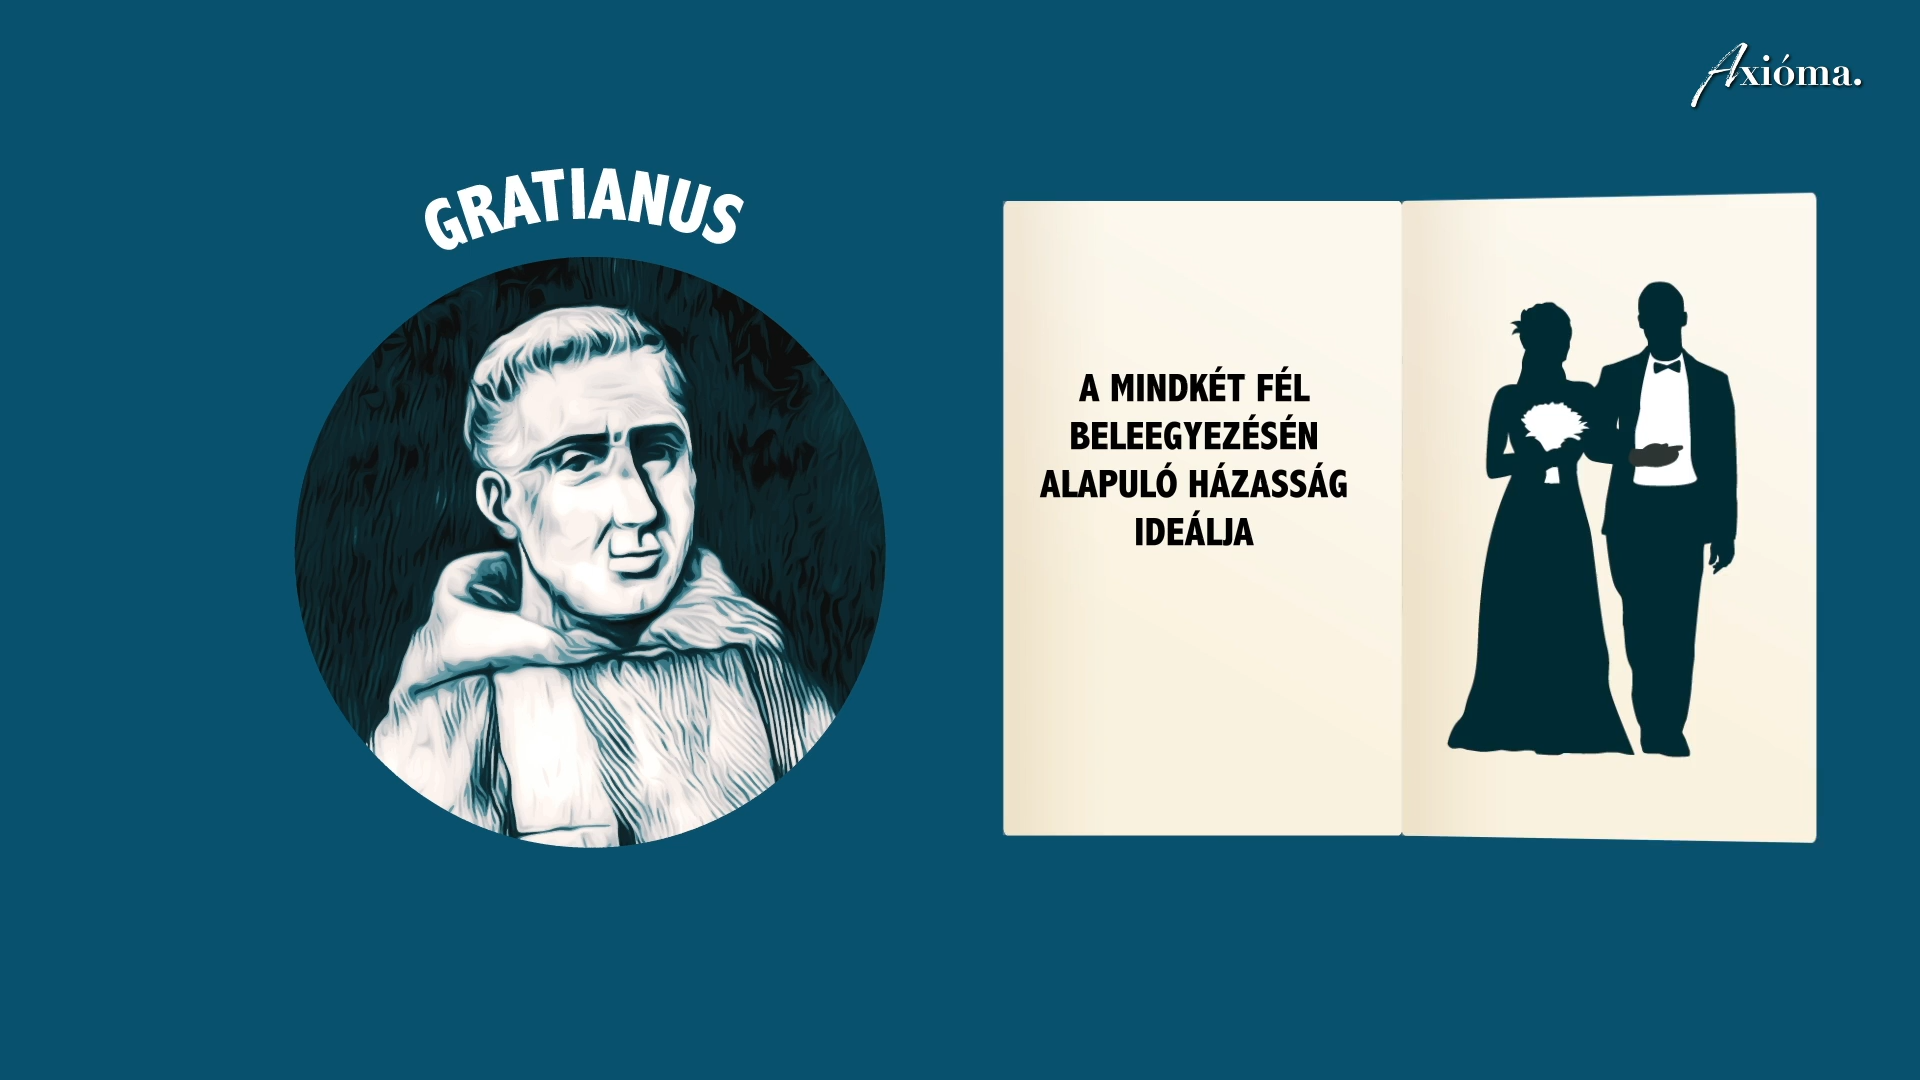 Axióma.
GRATIANUS
A MINDKÉT FÉL
BELEEGYEZÉSÉN
ALAPULÓ HÁZASSÁG
IDEÁLJA